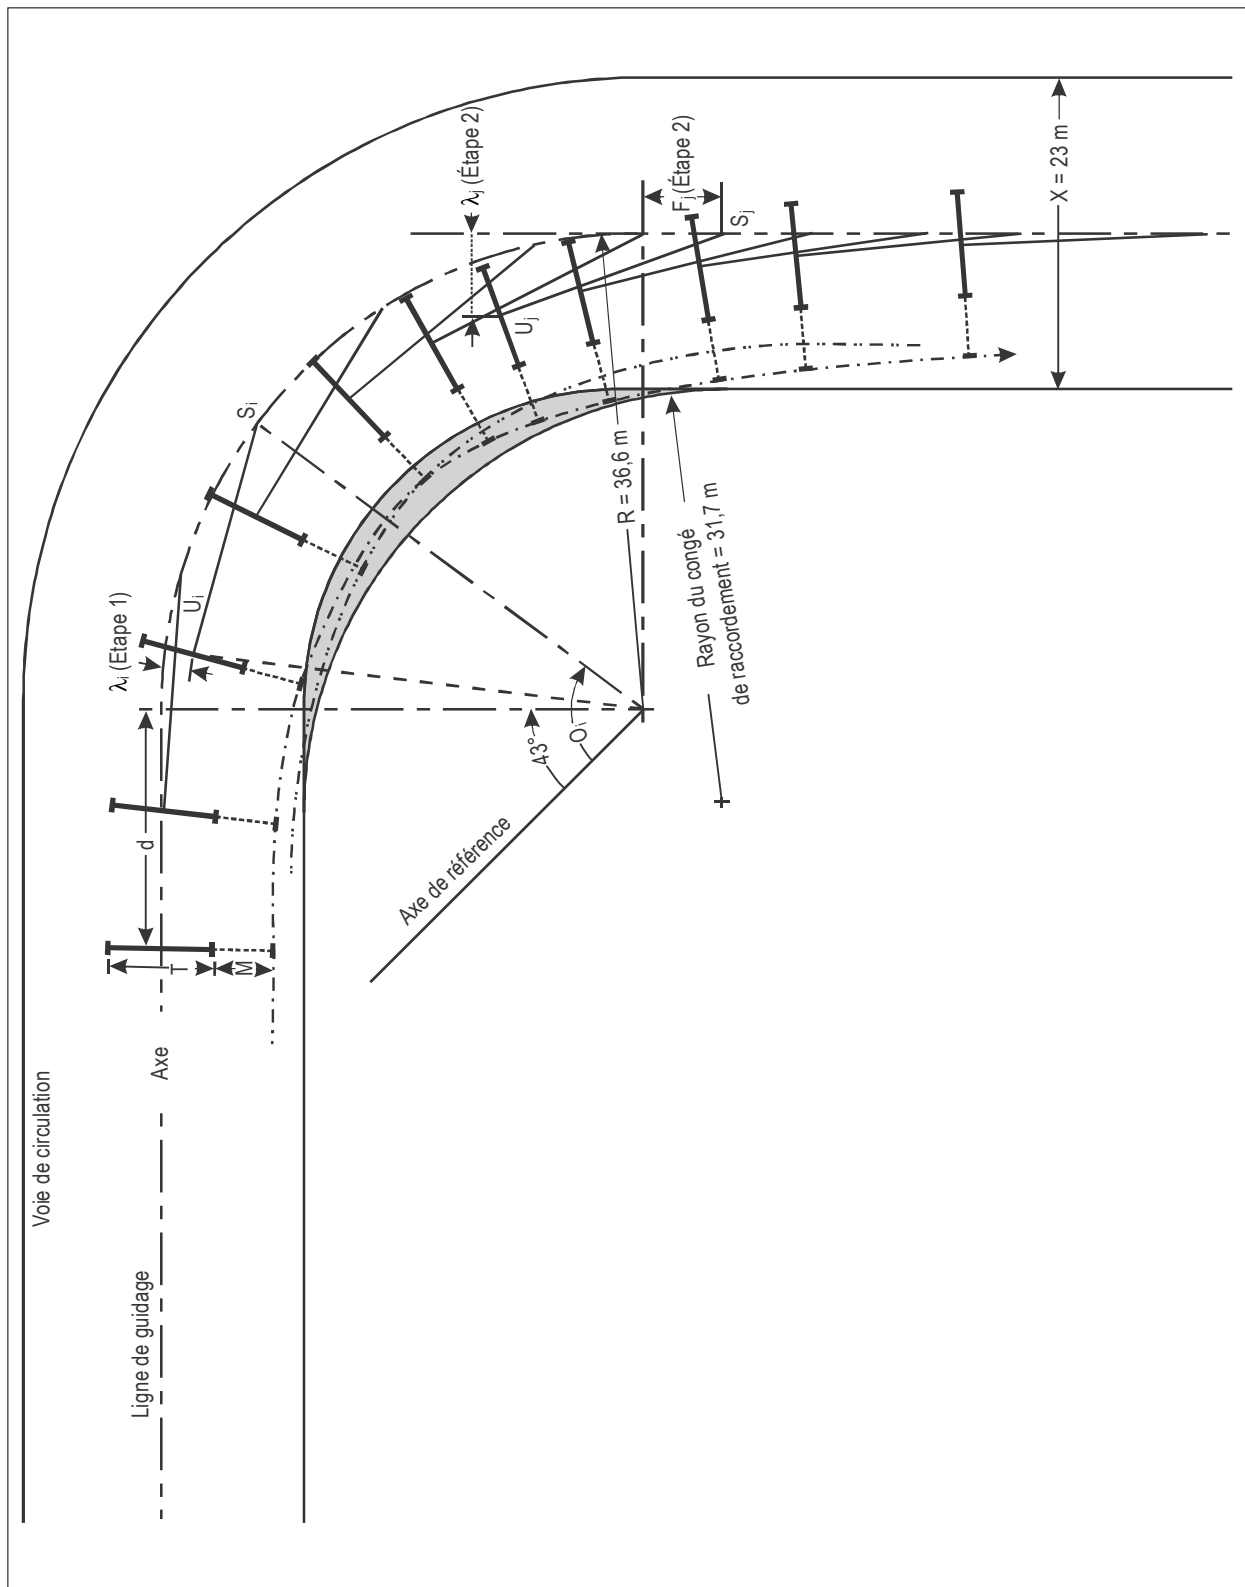 Voie de circulation
Ligne de guidage
Axe
T
M
d
λi (Étape 1)
Ui
Si
43°
Oi
Axe de référence
λj (Étape 2)
Uj
Fj (Étape 2)
Sj
R = 36,6 m
Rayon du congé
de raccordement = 31,7 m
X = 23 m